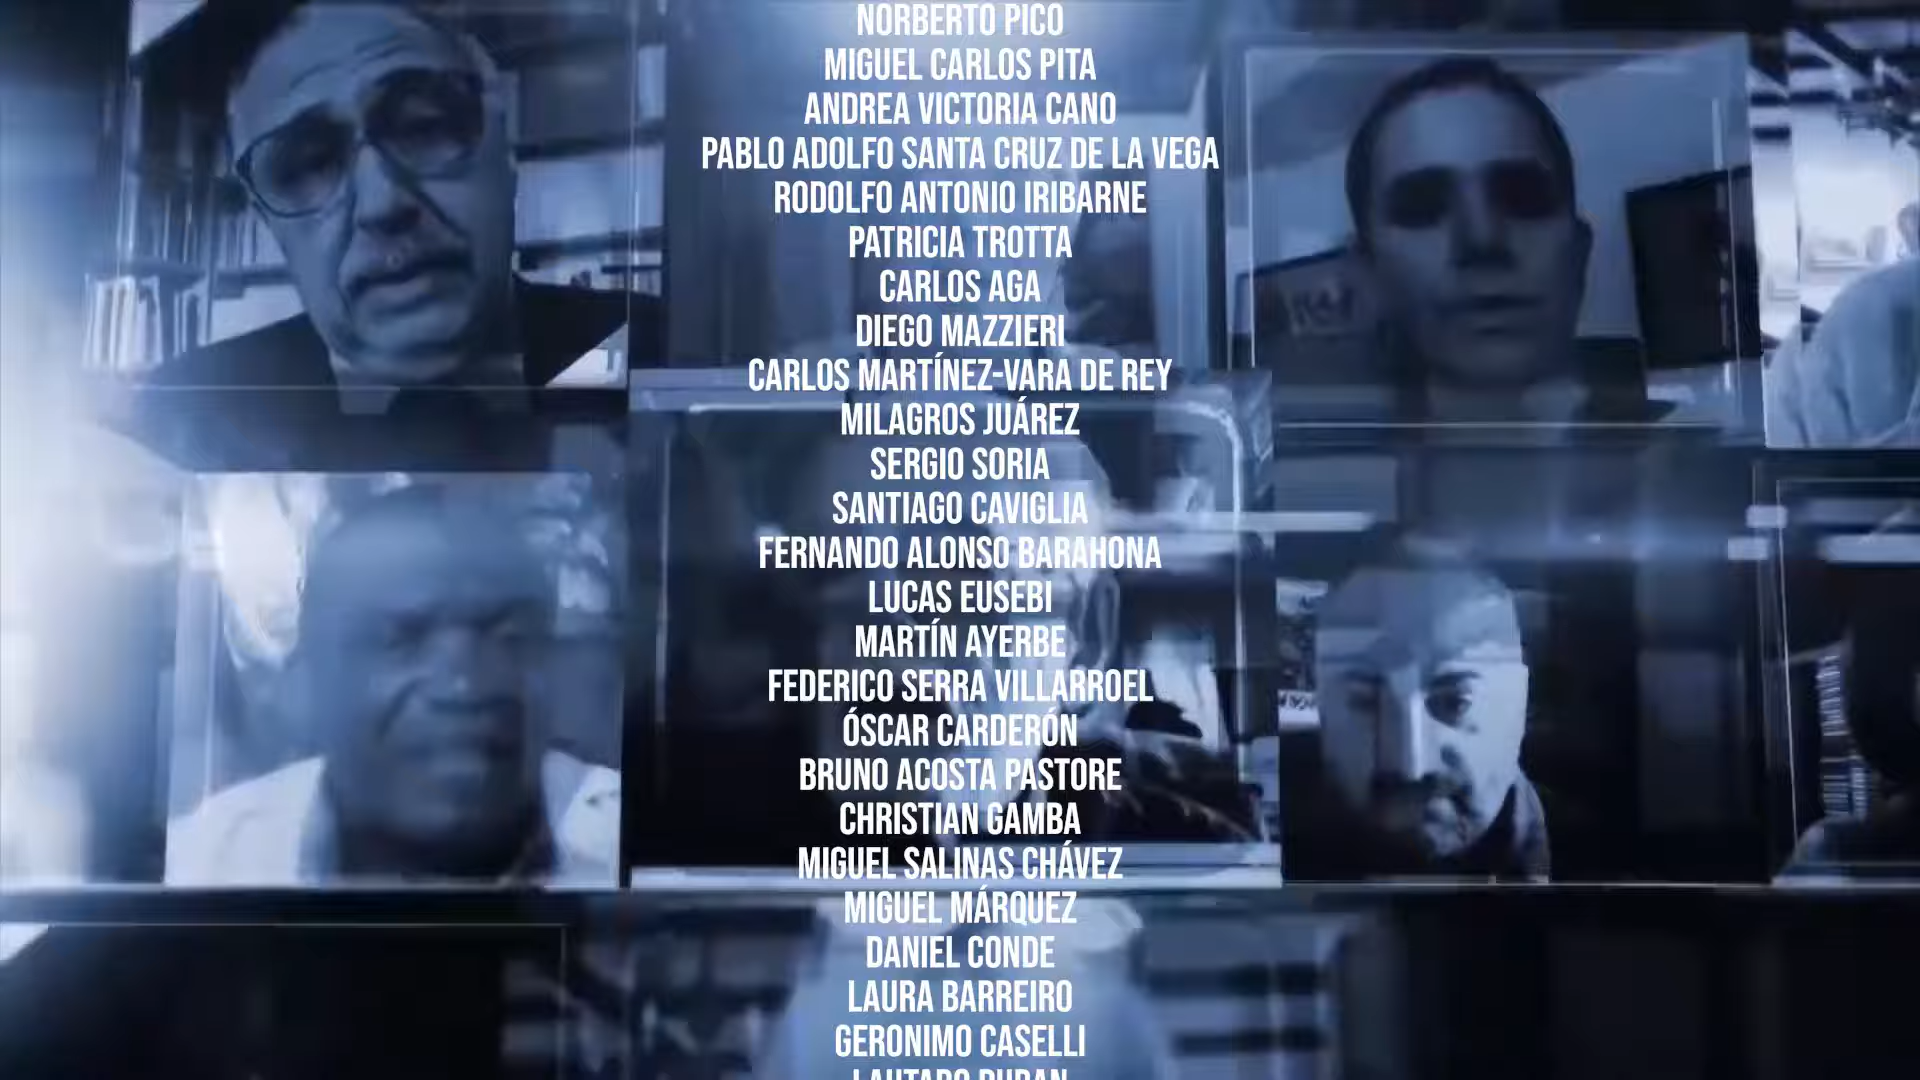 NORBERTO PICO
MIGUEL CARLOS PITA
ANDREA VICTORIA CANO
PABLO ADOLFO SANTA CRUZ DE LA VEGA
RODOLFO ANTONIO IRIBARNE
PATRICIA TROTTA
CARLOS AGA
DIEGO MAZZIERI
CARLOS MARTÍNEZ-VARA DE REY
MILAGROS JUÁREZ
SERGIO SORIA
SANTIAGO CAVIGLIA
FERNANDO ALONSO BARAHONA
LUCAS EUSEBI
MARTÍN AYERBE
FEDERICO SERRA VILLARROEL
ÓSCAR CARDERÓN
BRUNO ACOSTA PASTORE
CHRISTIAN GAMBA
MIGUEL SALINAS CHÁVEZ
MIGUEL MÁRQUEZ
DANIEL CONDE
LAURA BARREIRO
GERONIMO CASELLI